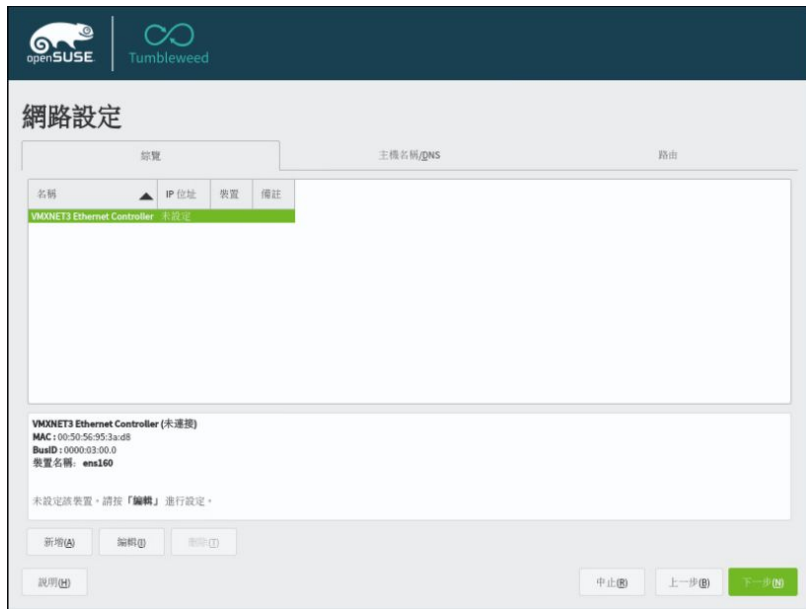 openSUSE
Tumbleweed
網路設定
綜覽 主機名稱/DNS 路由
名稱 IP 位址 裝置 備註
VMXNET3 Ethernet Controller 未設定
VMXNET3 Ethernet Controller (未連接)
MAC : 00:50:56:95:3a:d8
BusID : 0000:03:00.0
裝置名稱: ens160
未設定該裝置。請按「編輯」進行設定。
新增(A) 編輯(I) 刪除(T)
說明(H) 中止(R) 上一步(B) 下一步(N)